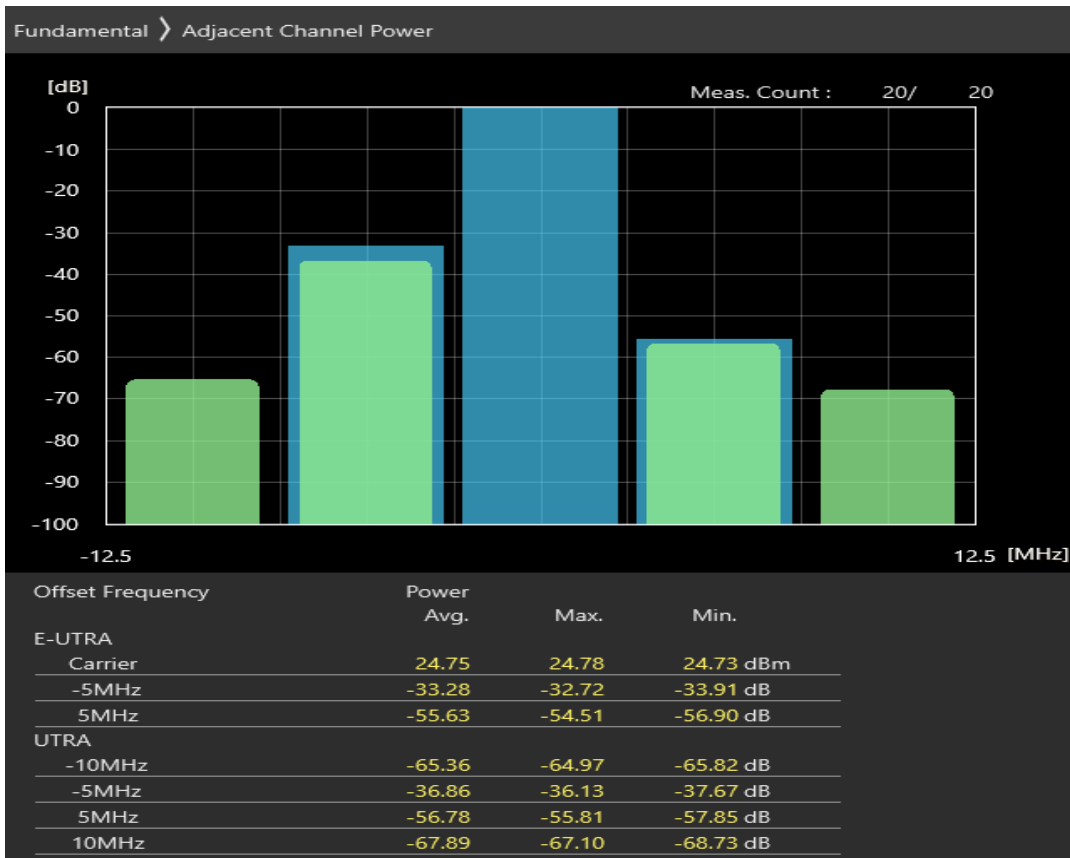 Fundamental 〉 Adjacent Channel Power
[dB]
Meas. Count : 20/ 20
0
-10
-20
-30
-40
-50
-60
-70
-80
-90
-100
-12.5 12.5 [MHz]
Offset Frequency Power
Avg. Max. Min.
E-UTRA
Carrier 24.75 24.78 24.73 dBm
-5MHz -33.28 -32.72 -33.91 dB
5MHz -55.63 -54.51 -56.90 dB
UTRA
-10MHz -65.36 -64.97 -65.82 dB
-5MHz -36.86 -36.13 -37.67 dB
5MHz -56.78 -55.81 -57.85 dB
10MHz -67.89 -67.10 -68.73 dB